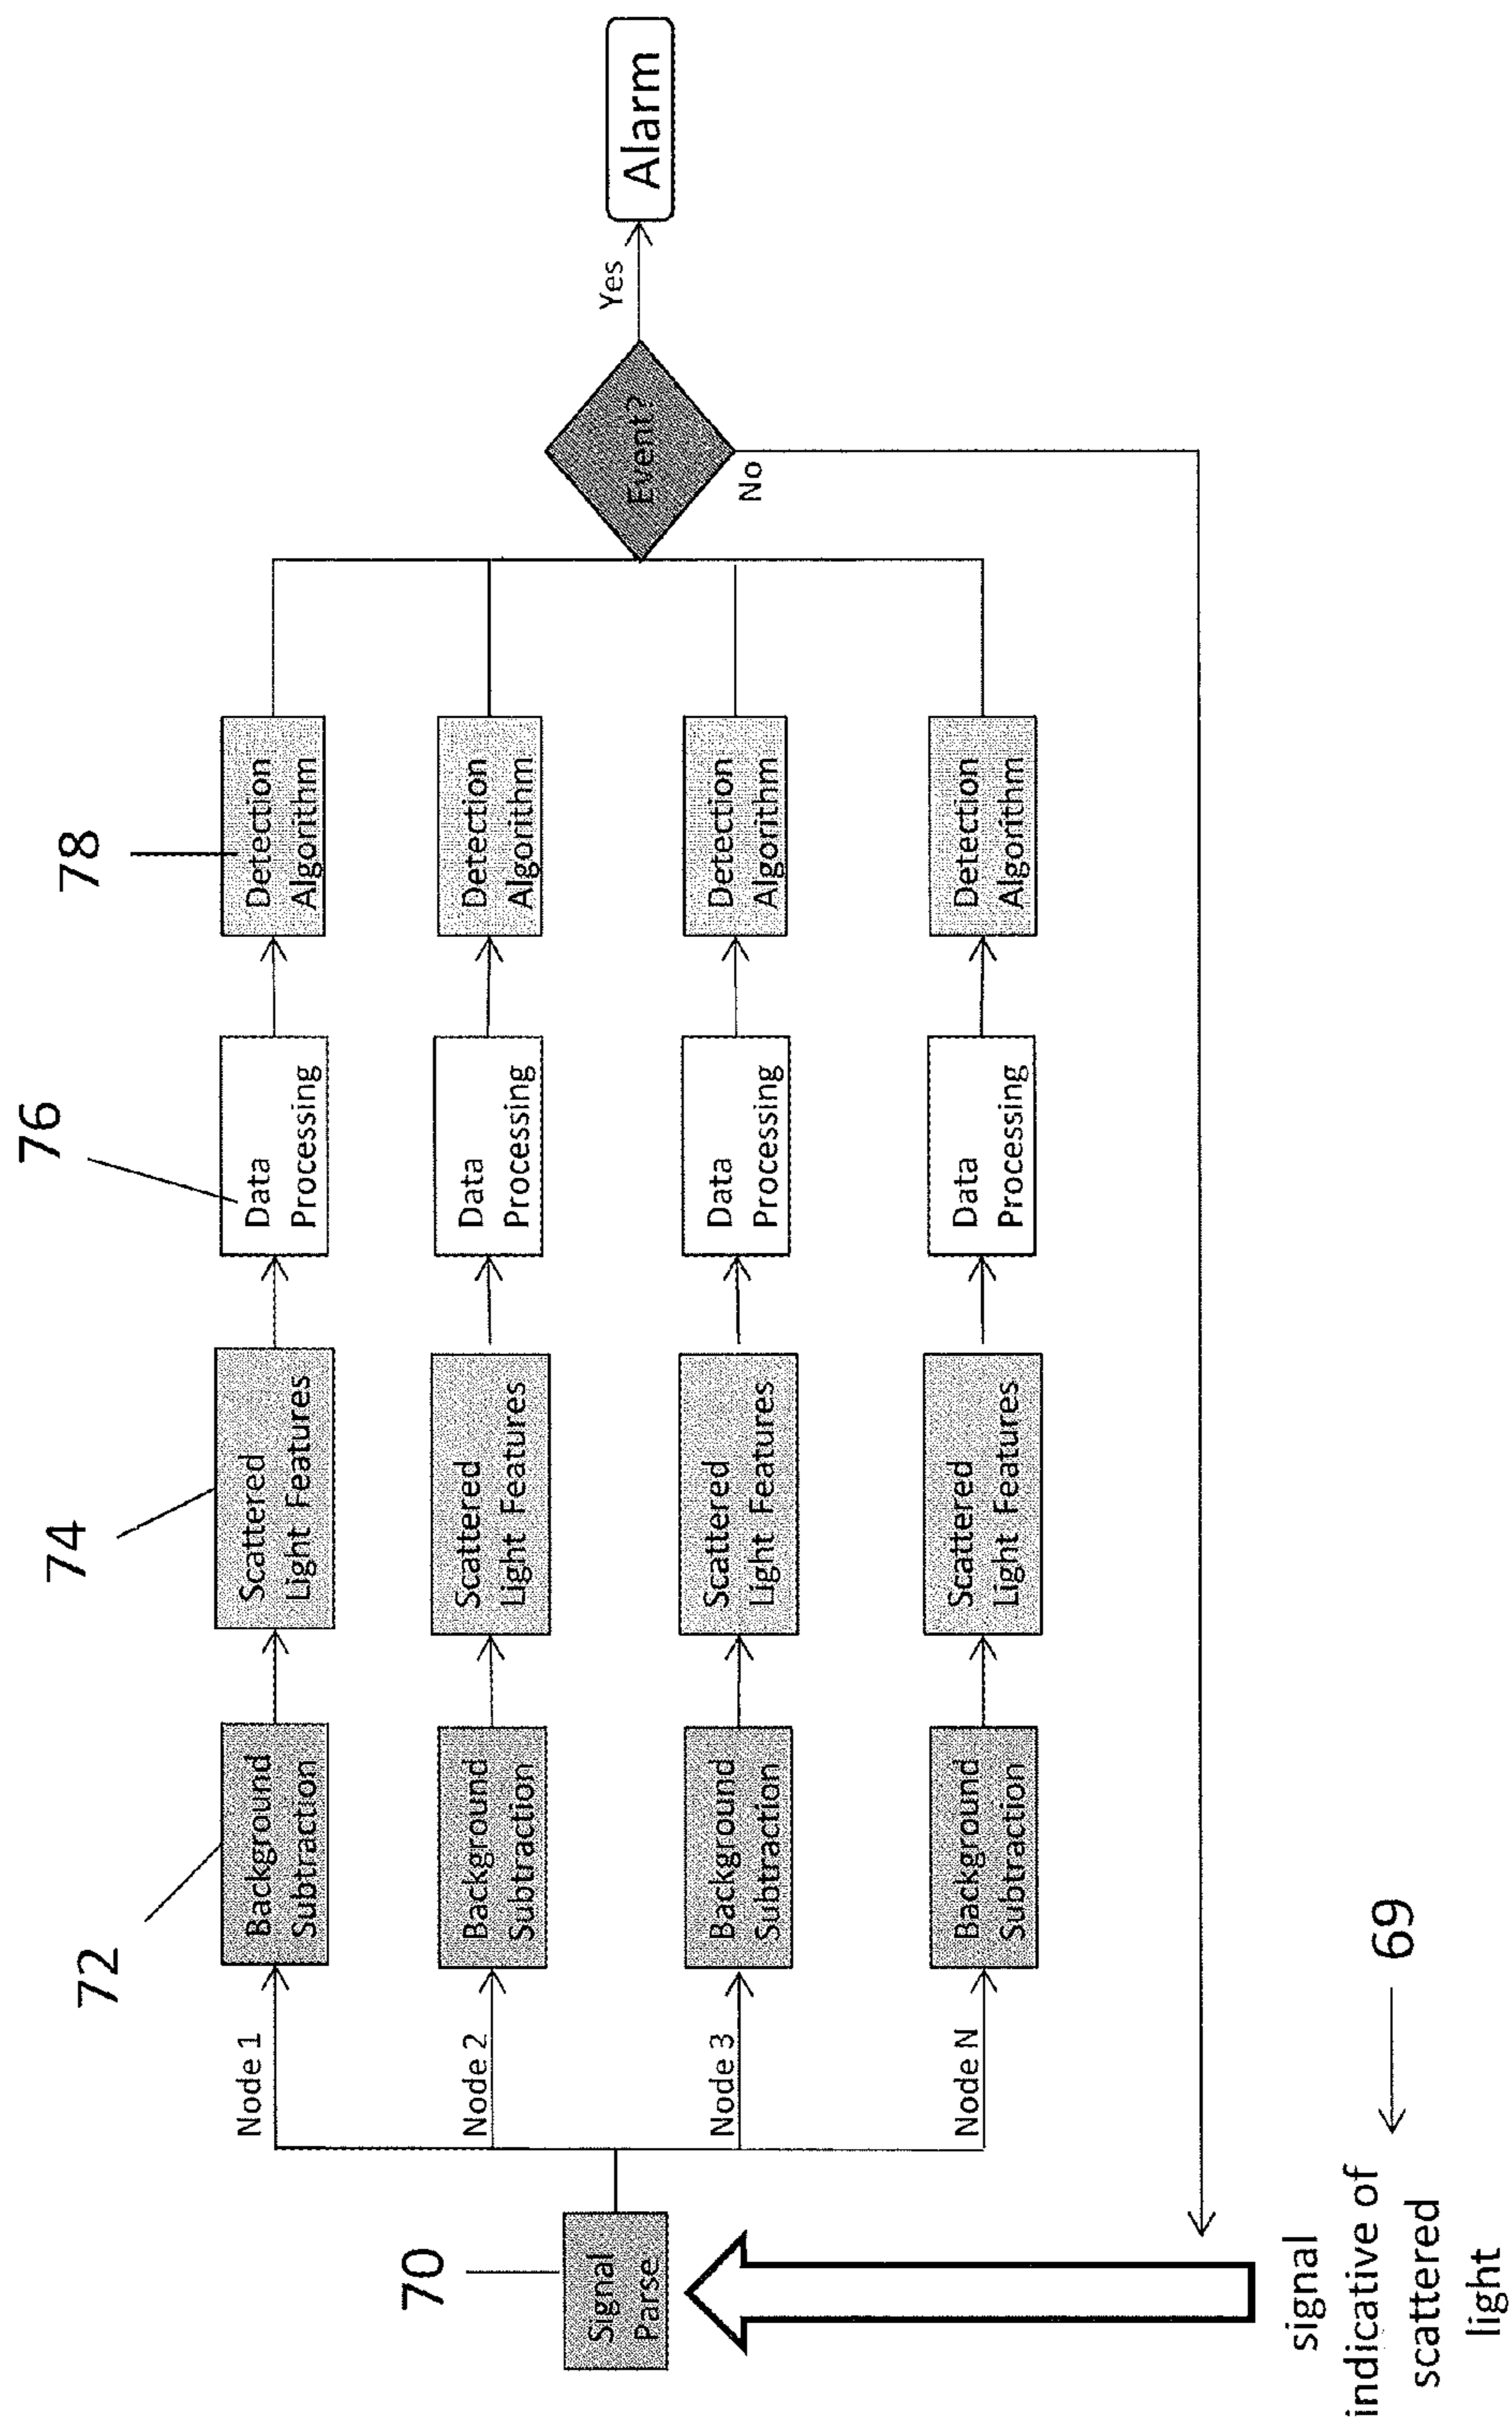 72
74
76
78
Node 1
Background
Subtraction
Scattered
Light Features
Data
Processing
Detection
Algorithm
Node 2
Background
Subtraction
Scattered
Light Features
Data
Processing
Detection
Algorithm
70
Signal
Parse
Event?
Yes
Alarm
No
Node 3
Background
Subtraction
Scattered
Light Features
Data
Processing
Detection
Algorithm
Node N
Background
Subtraction
Scattered
Light Features
Data
Processing
Detection
Algorithm
signal
indicative of
scattered
light
69